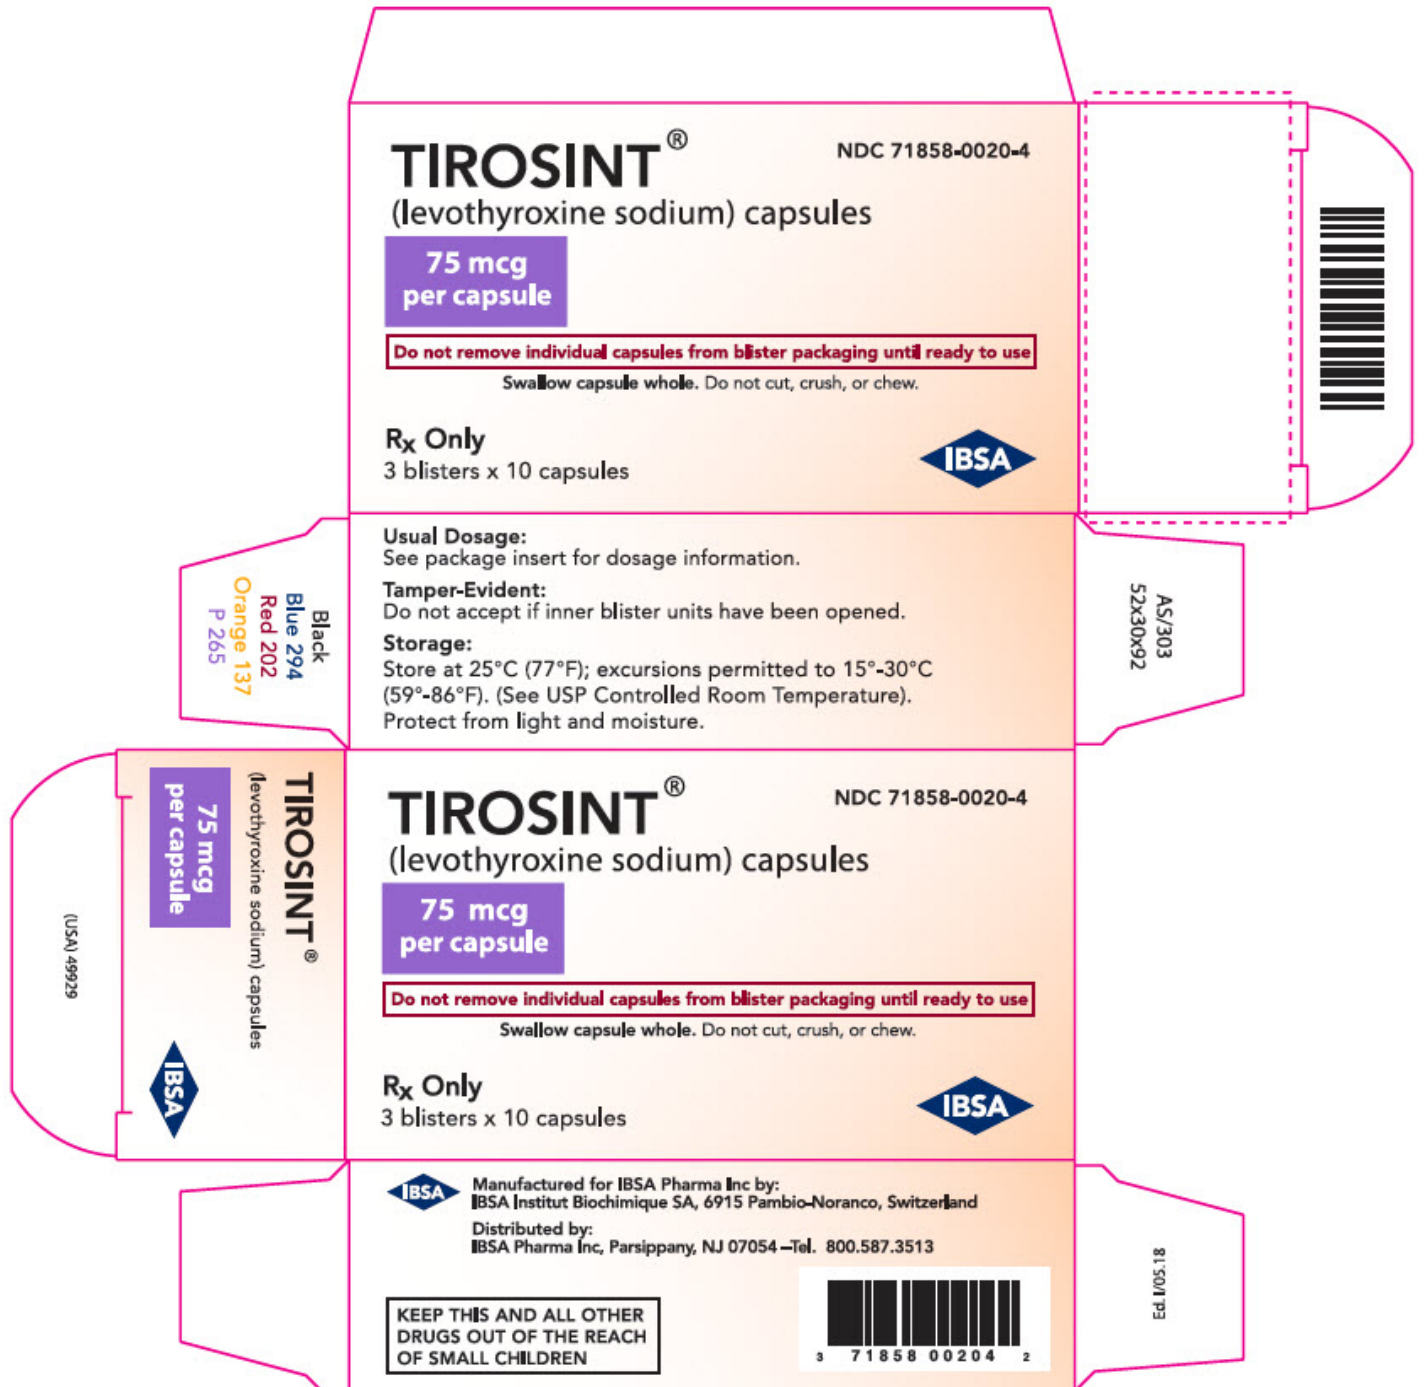 TIROSINT®
NDC 71858-0020-4
(levothyroxine sodium) capsules
75 mcg
per capsule
Do not remove individual capsules from blister packaging until ready to use
Swallow capsule whole. Do not cut, crush, or chew.
Rx Only
3 blisters x 10 capsules
IBSA
Usual Dosage:
See package insert for dosage information.
Tamper-Evident:
Do not accept if inner blister units have been opened.
Storage:
Store at 25°C (77°F); excursions permitted to 15°-30°C
(59°-86°F). (See USP Controlled Room Temperature).
Protect from light and moisture.
Black
Blue 294
Red 202
Orange 137
P 265
AS/303
52x30x92
TIROSINT®
(levothyroxine sodium) capsules
75 mcg
per capsule
IBSA
(USA) 49929
TIROSINT®
NDC 71858-0020-4
(levothyroxine sodium) capsules
75 mcg
per capsule
Do not remove individual capsules from blister packaging until ready to use
Swallow capsule whole. Do not cut, crush, or chew.
Rx Only
3 blisters x 10 capsules
IBSA
IBSA
Manufactured for IBSA Pharma Inc by:
IBSA Institut Biochimique SA, 6915 Pambio-Noranco, Switzerland
Distributed by:
IBSA Pharma Inc, Parsippany, NJ 07054 –Tel. 800.587.3513
KEEP THIS AND ALL OTHER
DRUGS OUT OF THE REACH
OF SMALL CHILDREN
3 71858 00204 2
Ed. I/05.18